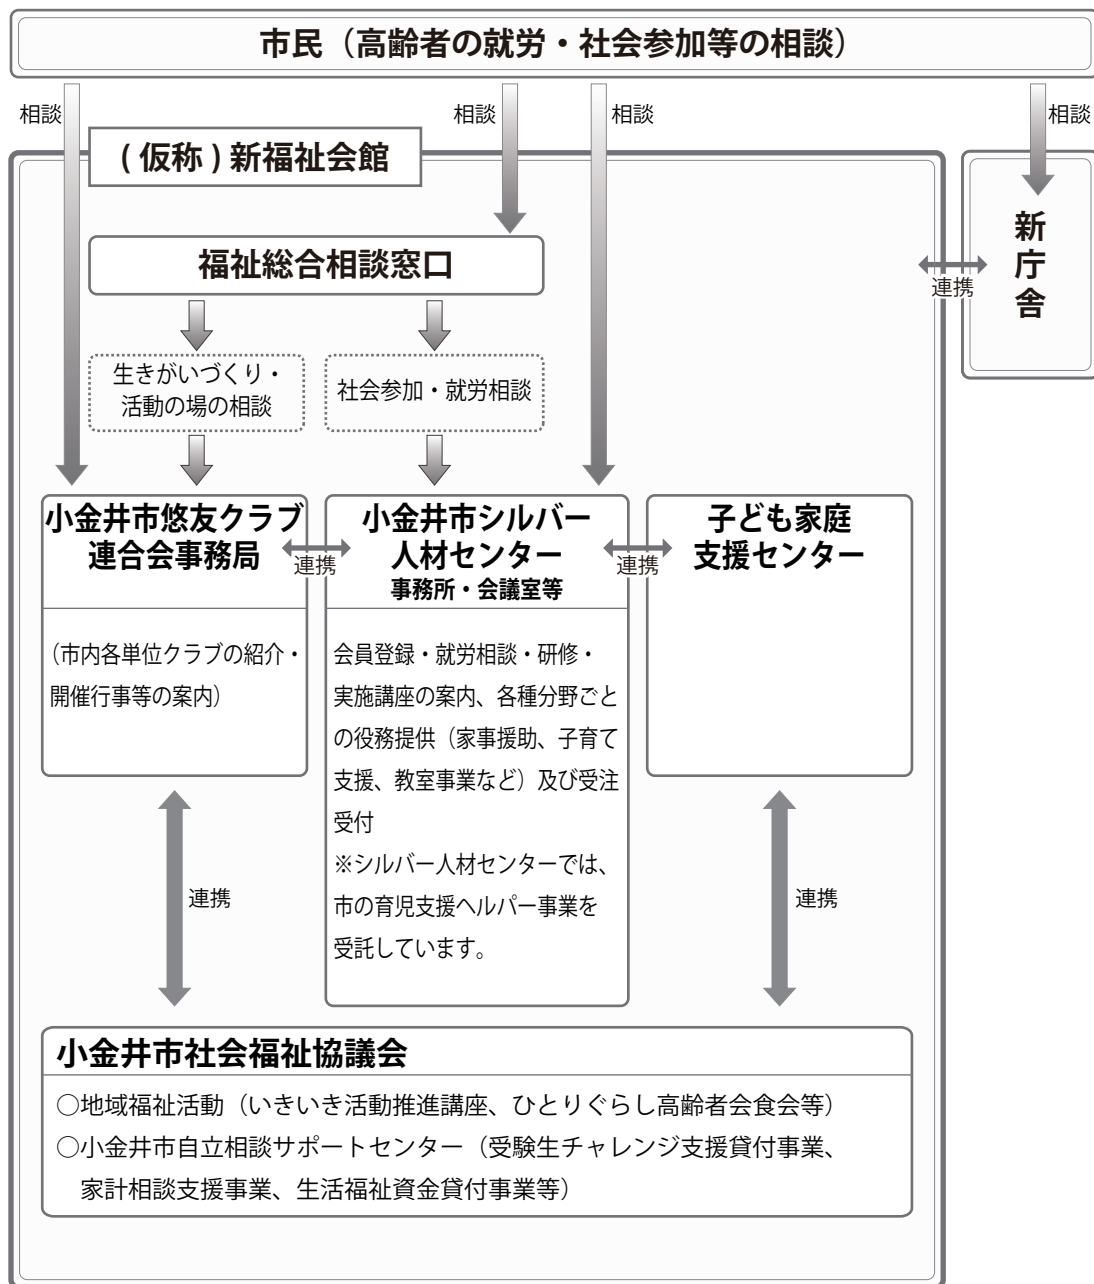 市民（高齢者の就労・社会参加等の相談）
相談
相談
相談
相談
(仮称)新福祉会館
福祉総合相談窓口
新庁舎
連携
生きがいづくり・
活動の場の相談
社会参加・就労相談
小金井市悠友クラブ
連合会事務局
連携
小金井市シルバー
人材センター
事務所・会議室等
連携
子ども家庭
支援センター
（市内各単位クラブの紹介・
開催行事等の案内）
会員登録・就労相談・研修・
実施講座の案内、各種分野ごと
の役務提供（家事援助、子育て
支援、教室事業など）及び受注
受付
※シルバー人材センターでは、
市の育児支援ヘルパー事業を
受託しています。
連携
連携
小金井市社会福祉協議会
○地域福祉活動（いきいき活動推進講座、ひとりぐらし高齢者会食会等）
○小金井市自立相談サポートセンター（受験生チャレンジ支援貸付事業、
家計相談支援事業、生活福祉資金貸付事業等）